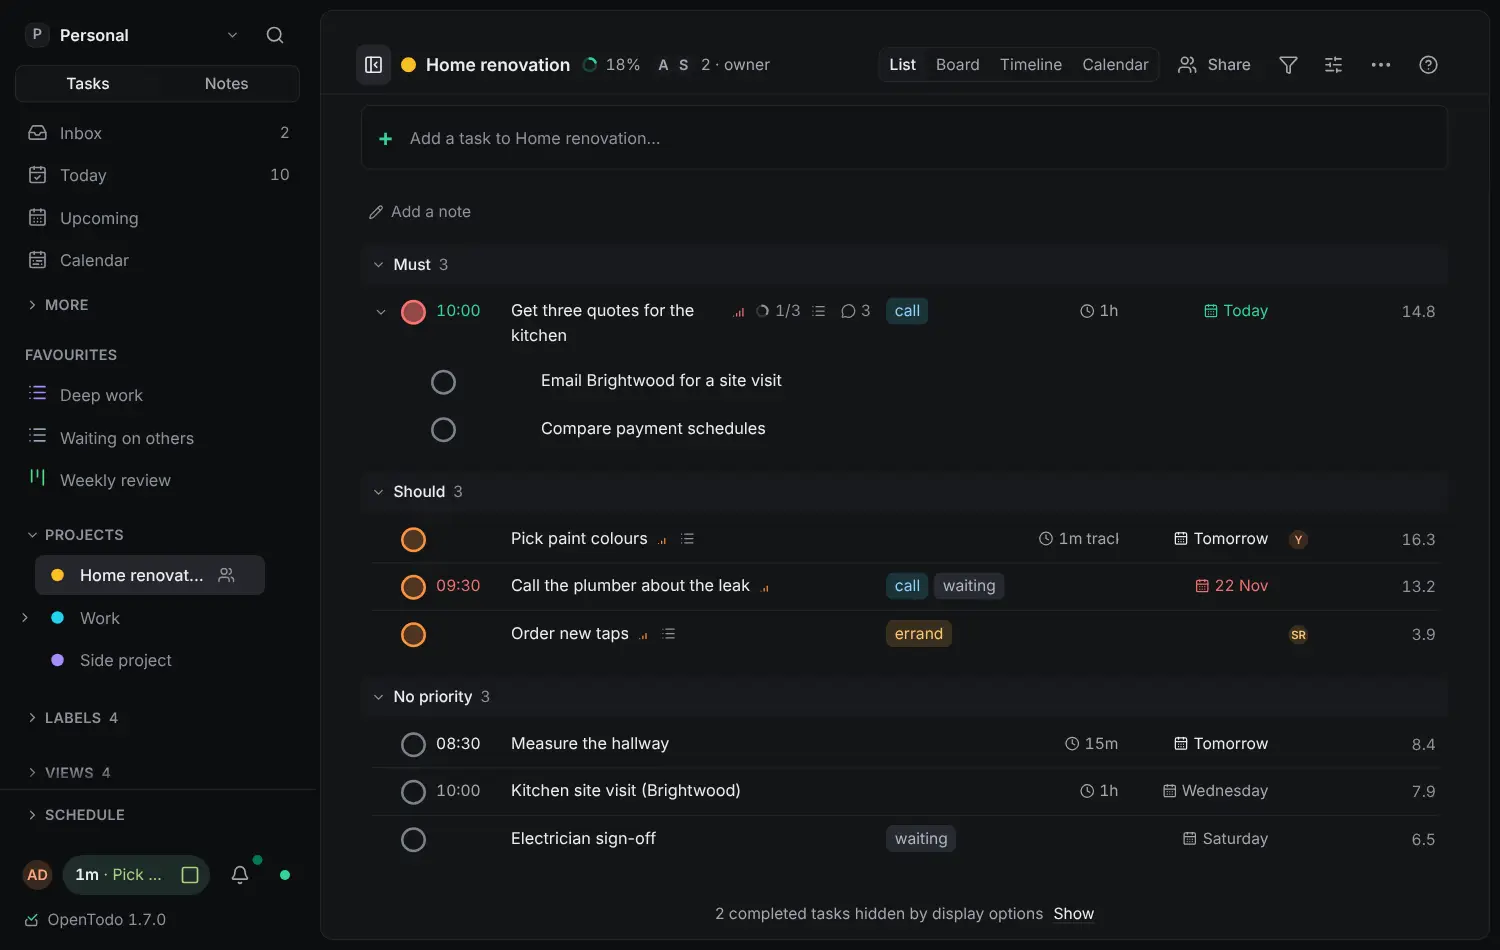 P Personal
Tasks Notes
Inbox 2
Today 10
Upcoming
Calendar
MORE
FAVOURITES
Deep work
Waiting on others
Weekly review
PROJECTS
Home renovat...
Work
Side project
LABELS 4
VIEWS 4
SCHEDULE
AD 1m · Pick ...
OpenTodo 1.7.0
Home renovation 18% A S 2 · owner List Board Timeline Calendar Share
Add a task to Home renovation...
Add a note
Must 3
10:00 Get three quotes for the kitchen 1/3 3 call 1h Today 14.8
Email Brightwood for a site visit
Compare payment schedules
Should 3
Pick paint colours 1m track Tomorrow Y 16.3
09:30 Call the plumber about the leak call waiting 22 Nov 13.2
Order new taps errand SR 3.9
No priority 3
08:30 Measure the hallway 15m Tomorrow 8.4
10:00 Kitchen site visit (Brightwood) 1h Wednesday 7.9
Electrician sign-off waiting Saturday 6.5
2 completed tasks hidden by display options Show